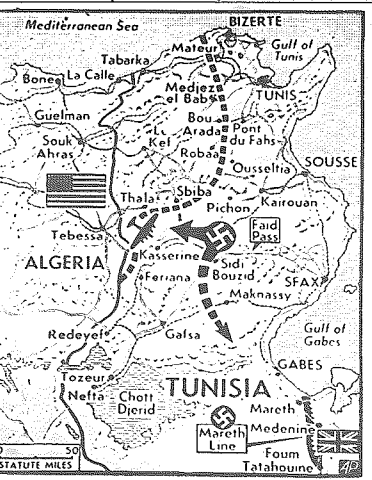 Mediterranean Sea
BIZERTE
Mateur
Gulf of
Tunis
Tabarka
Bone
La Calle
Medjez
el Bab
TUNIS
Guelman
Bou
Arada
Pont
du Fahs
Souk
Ahras
Kef
Robaa
SOUSSE
Ousseltia
Thala
Sbiba
Pichon
Kairouan
Faid
Pass
Tebessa
Kasserine
ALGERIA
Sidi
Bouzid
Feriana
SFAX
Maknassy
Redeyef
Gafsa
Gulf of
Gabes
GABES
Tozeur
TUNISIA
Nefta
Chott
Djerid
Mareth
Mareth
Line
Medenine
0 50
STATUTE MILES
Foum
Tatahouine
AP